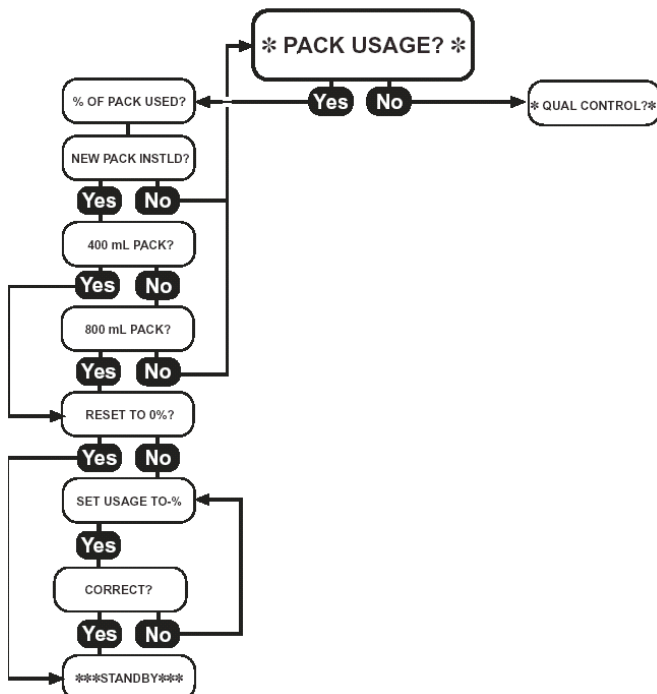 ✻ PACK USAGE? ✻
Yes No
% OF PACK USED?
✻ QUAL CONTROL?✻
NEW PACK INSTLD?
Yes No
400 mL PACK?
Yes No
800 mL PACK?
Yes No
RESET TO 0%?
Yes No
SET USAGE TO-%
Yes
CORRECT?
Yes No
✻✻✻STANDBY✻✻✻